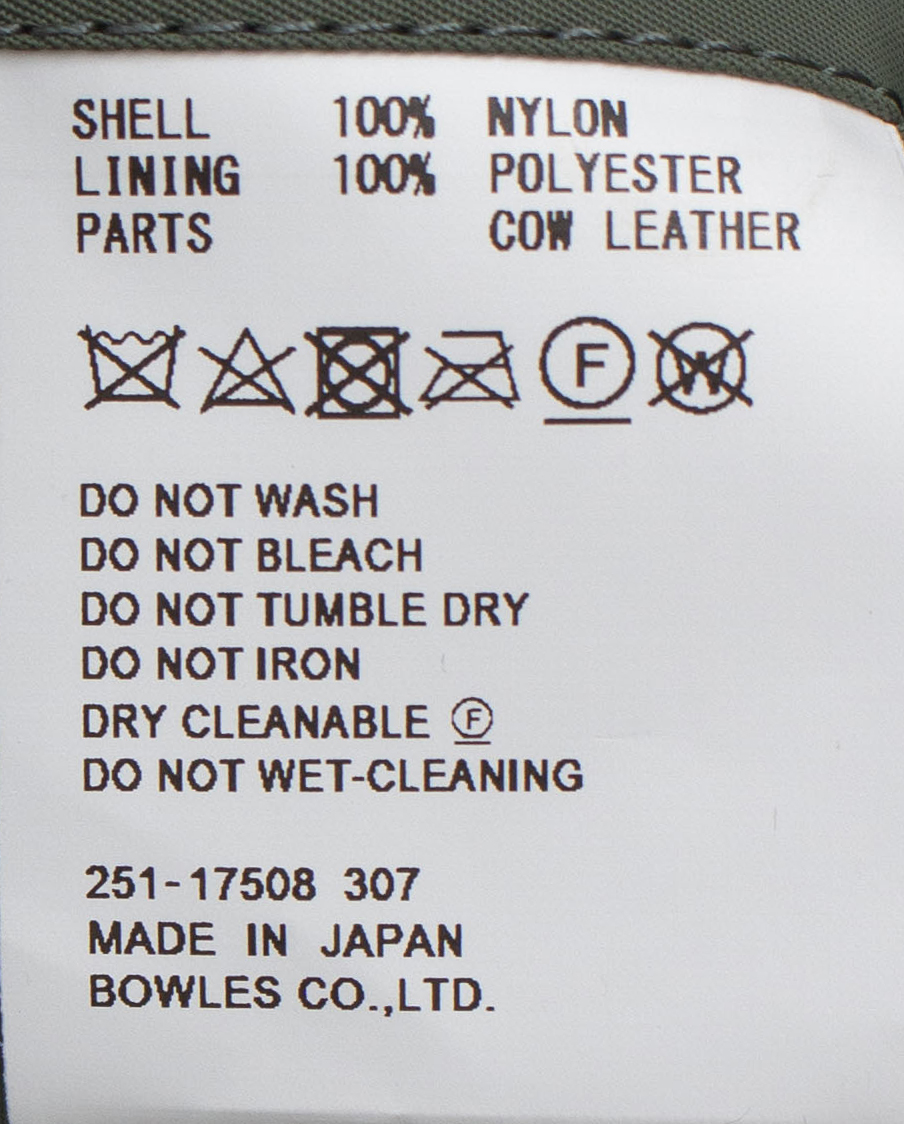 SHELL 100% NYLON
LINING 100% POLYESTER
PARTS COW LEATHER
F W
DO NOT WASH
DO NOT BLEACH
DO NOT TUMBLE DRY
DO NOT IRON
DRY CLEANABLE Ⓕ
DO NOT WET-CLEANING
251-17508 307
MADE IN JAPAN
BOWLES CO.,LTD.